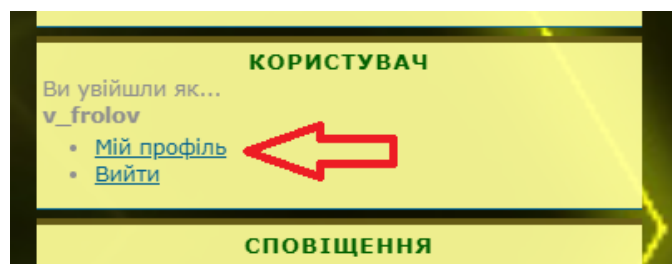 КОРИСТУВАЧ
Ви увійшли як...
v_frolov
Мій профіль
Вийти
СПОВІЩЕННЯ